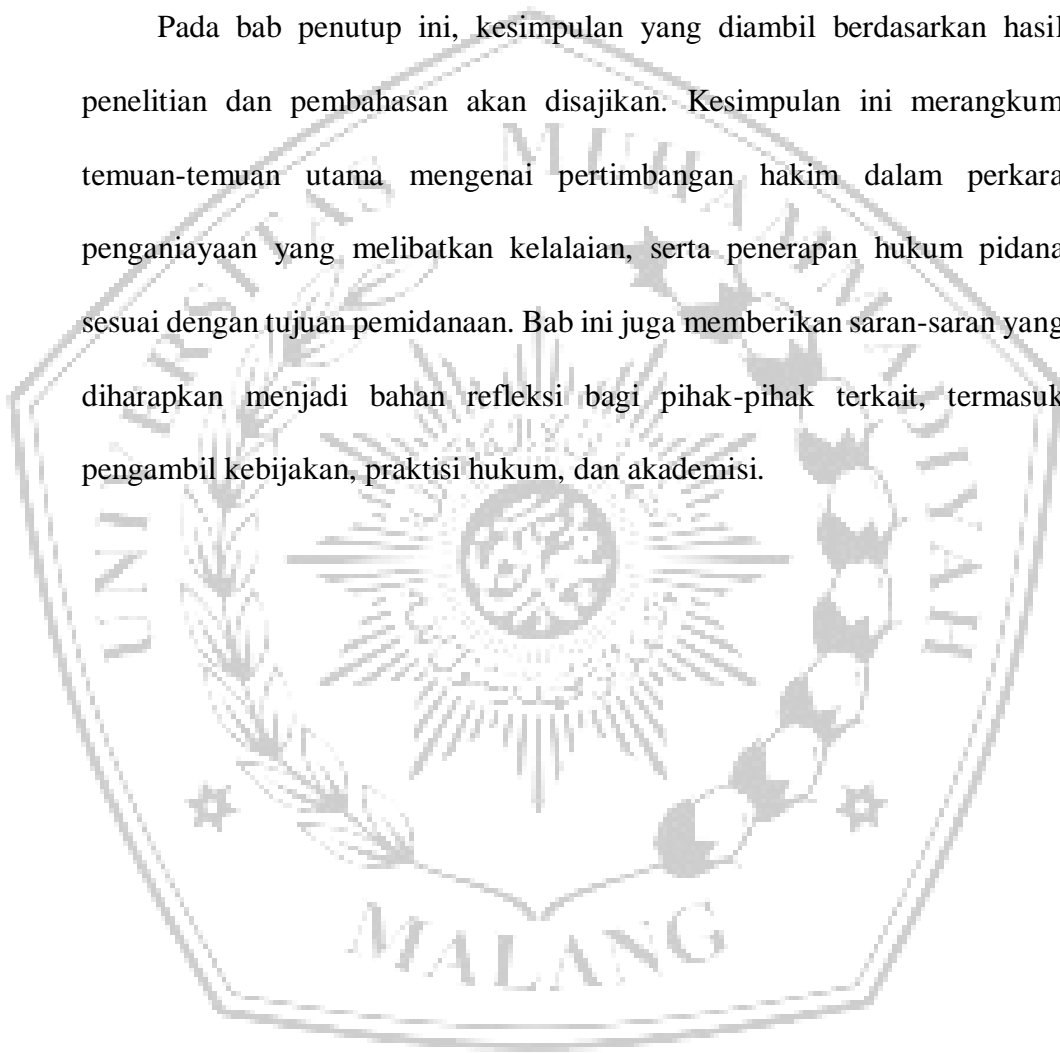 Pada bab penutup ini, kesimpulan yang diambil berdasarkan hasil
penelitian dan pembahasan akan disajikan. Kesimpulan ini merangkum
temuan-temuan utama mengenai pertimbangan hakim dalam perkara
penganiayaan yang melibatkan kelalaian, serta penerapan hukum pidana
sesuai dengan tujuan pemidanaan. Bab ini juga memberikan saran-saran yang
diharapkan menjadi bahan refleksi bagi pihak-pihak terkait, termasuk
pengambil kebijakan, praktisi hukum, dan akademisi.
UNIVERSITAS MUHAMMADIYAH
MALANG